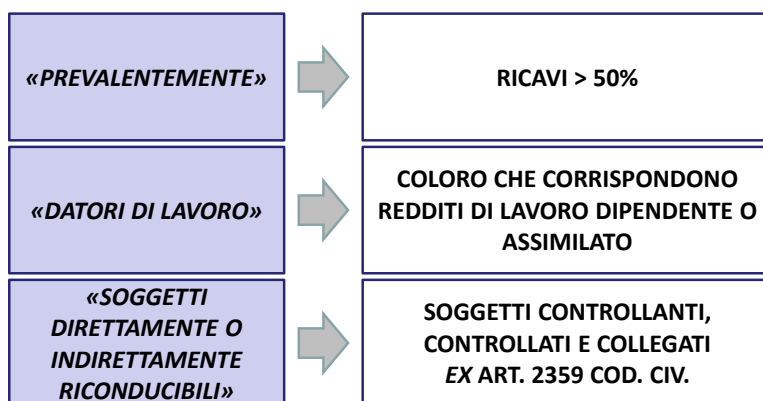 «PREVALENTEMENTE»
RICAVI > 50%
«DATORI DI LAVORO»
COLORO CHE CORRISPONDONO
REDDITI DI LAVORO DIPENDENTE O
ASSIMILATO
«SOGGETTI
DIRETTAMENTE O
INDIRETTAMENTE
RICONDUCIBILI»
SOGGETTI CONTROLLANTI,
CONTROLLATI E COLLEGATI
EX ART. 2359 COD. CIV.